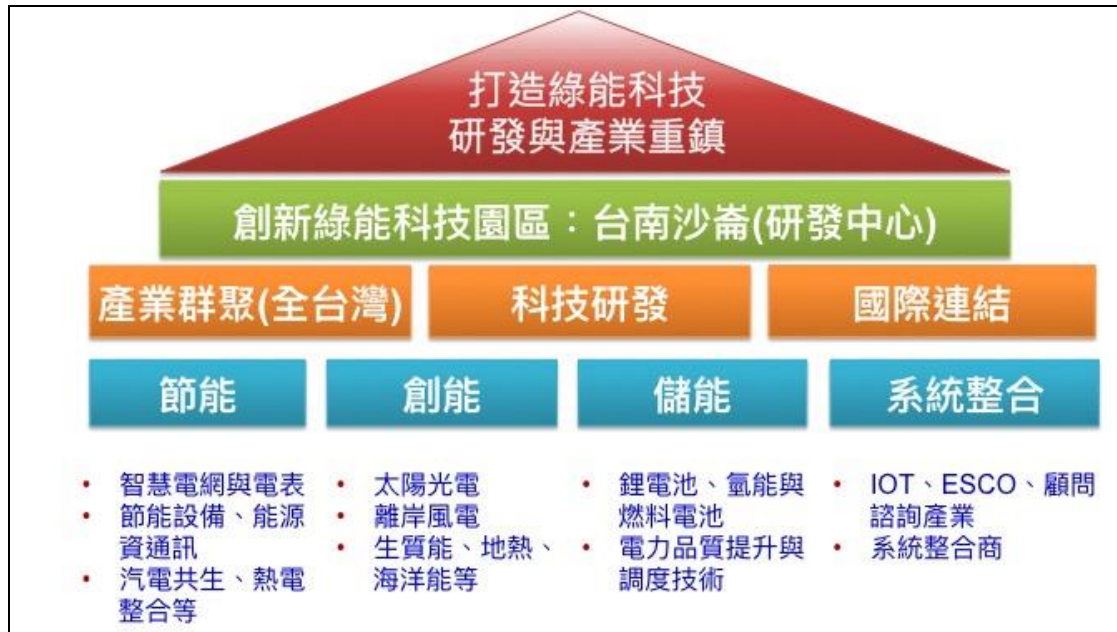 打造綠能科技
研發與產業重鎮
創新綠能科技園區：台南沙崙(研發中心)
產業群聚(全台灣)
科技研發
國際連結
節能
創能
儲能
系統整合
• 智慧電網與電表
• 節能設備、能源
資通訊
• 汽電共生、熱電
整合等
• 太陽光電
• 離岸風電
• 生質能、地熱、
海洋能等
• 鋰電池、氫能與
燃料電池
• 電力品質提升與
調度技術
• IOT、ESCO、顧問
諮詢產業
• 系統整合商